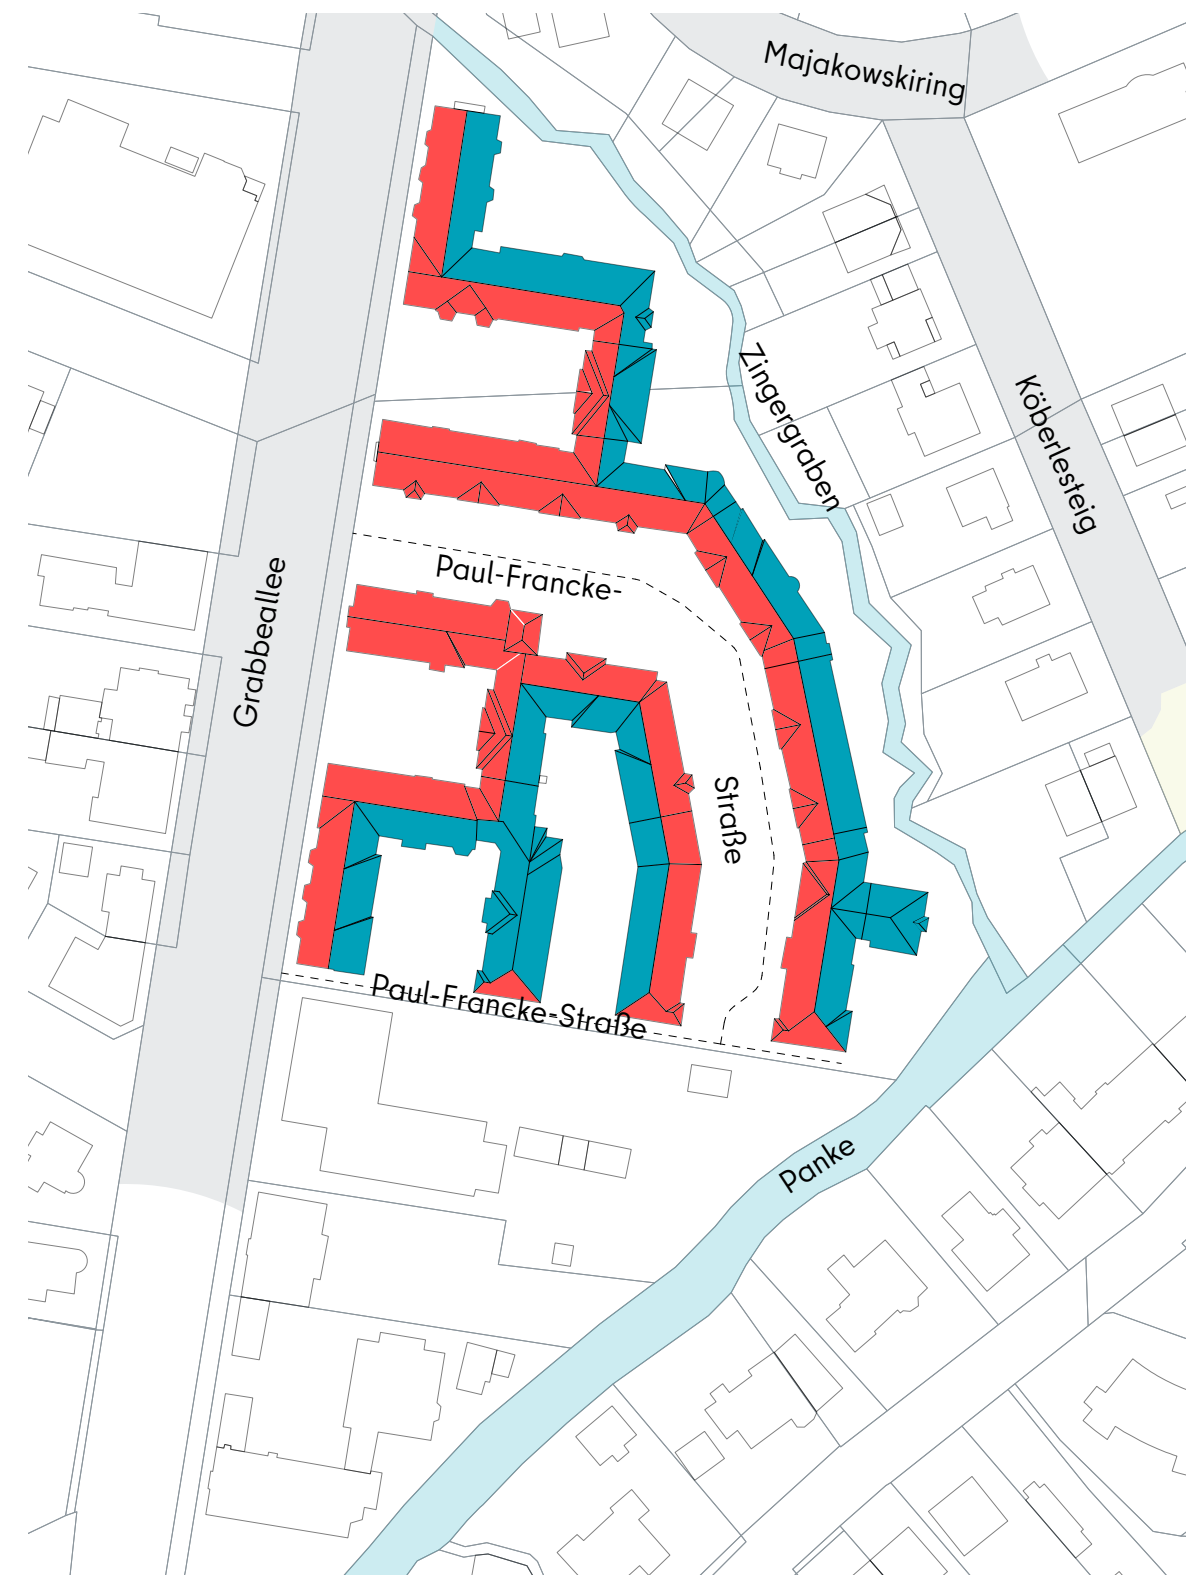 Majakowskiring
Zingergraben
Köberlesteig
Paul-Francke-
Grabbeallee
Straße
Paul-Francke-Straße
Panke